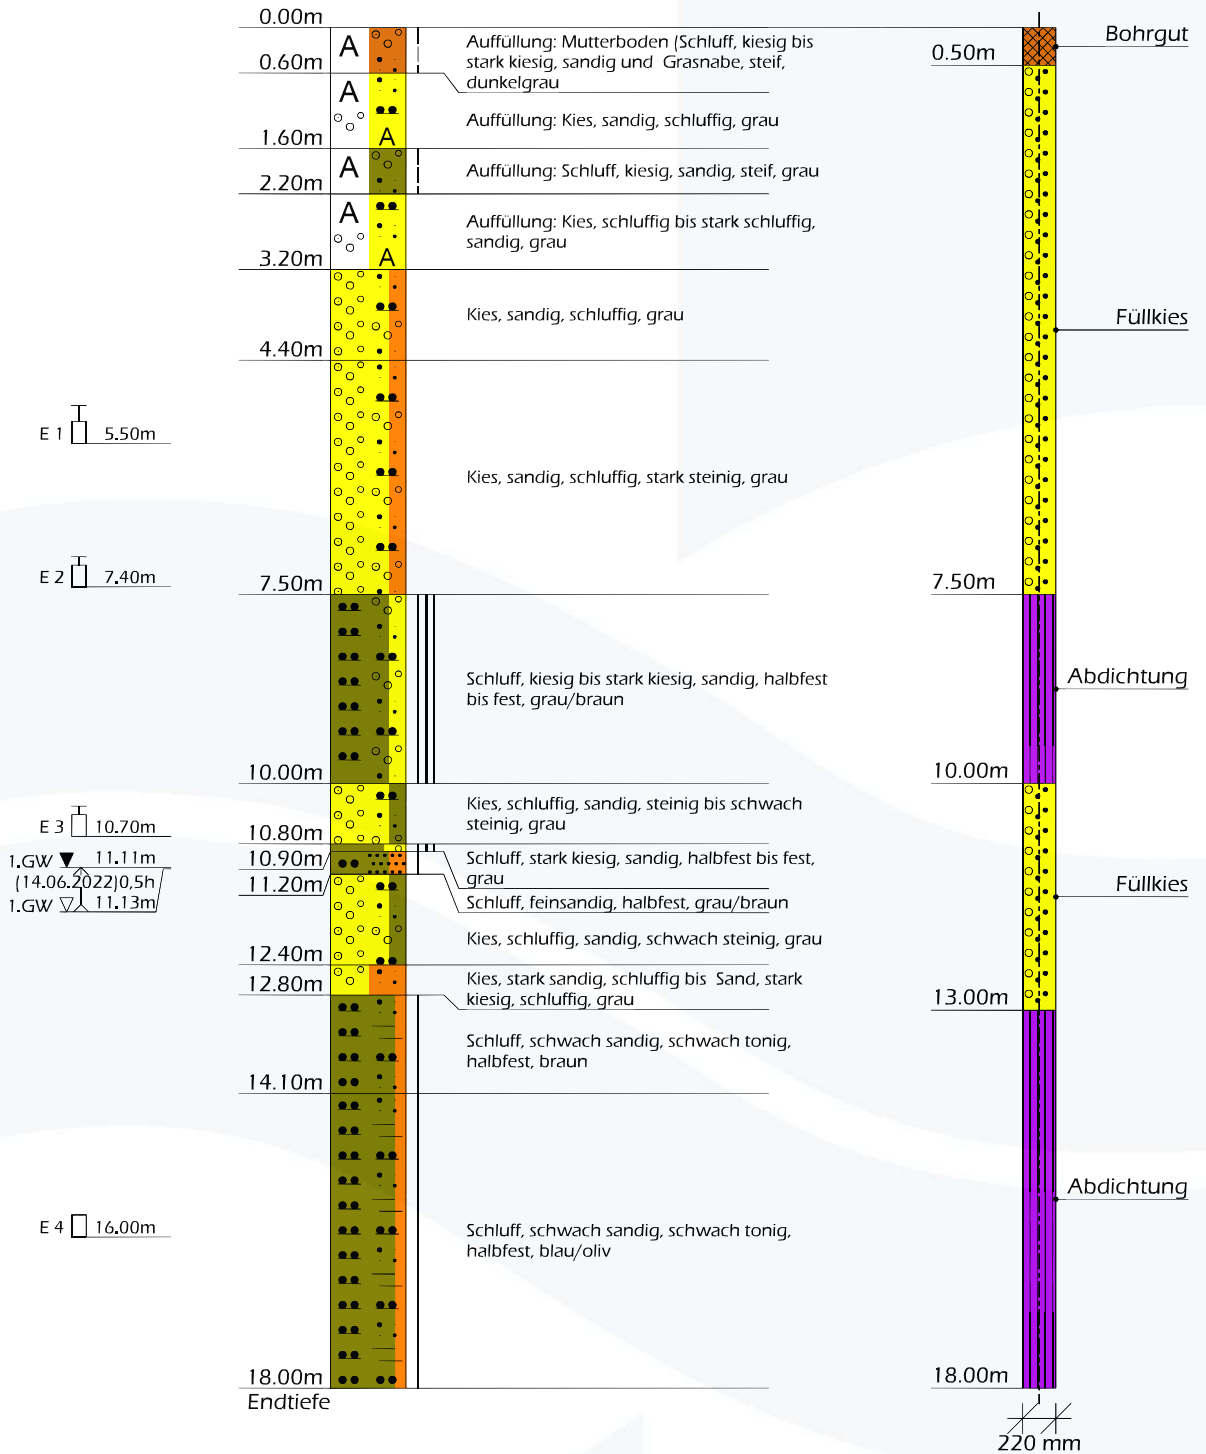 0.00m
A
Auffüllung: Mutterboden (Schluff, kiesig bis
stark kiesig, sandig und Grasnabe, steif,
dunkelgrau
0.60m
A
Auffüllung: Kies, sandig, schluffig, grau
A
1.60m
A
Auffüllung: Schluff, kiesig, sandig, steif, grau
2.20m
A
Auffüllung: Kies, schluffig bis stark schluffig,
sandig, grau
A
3.20m
Kies, sandig, schluffig, grau
4.40m
E 1 5.50m
Kies, sandig, schluffig, stark steinig, grau
E 2 7.40m
7.50m
Schluff, kiesig bis stark kiesig, sandig, halbfest
bis fest, grau/braun
10.00m
Kies, schluffig, sandig, steinig bis schwach
steinig, grau
E 3 10.70m
10.80m
1.GW 11.11m
(14.06.2022)0,5h
1.GW 11.13m
10.90m
Schluff, stark kiesig, sandig, halbfest bis fest,
grau
11.20m
Schluff, feinsandig, halbfest, grau/braun
Kies, schluffig, sandig, schwach steinig, grau
12.40m
Kies, stark sandig, schluffig bis Sand, stark
kiesig, schluffig, grau
12.80m
Schluff, schwach sandig, schwach tonig,
halbfest, braun
14.10m
E 4 16.00m
Schluff, schwach sandig, schwach tonig,
halbfest, blau/oliv
18.00m
Endtiefe
Bohrgut
0.50m
Füllkies
7.50m
Abdichtung
10.00m
Füllkies
13.00m
Abdichtung
18.00m
220 mm